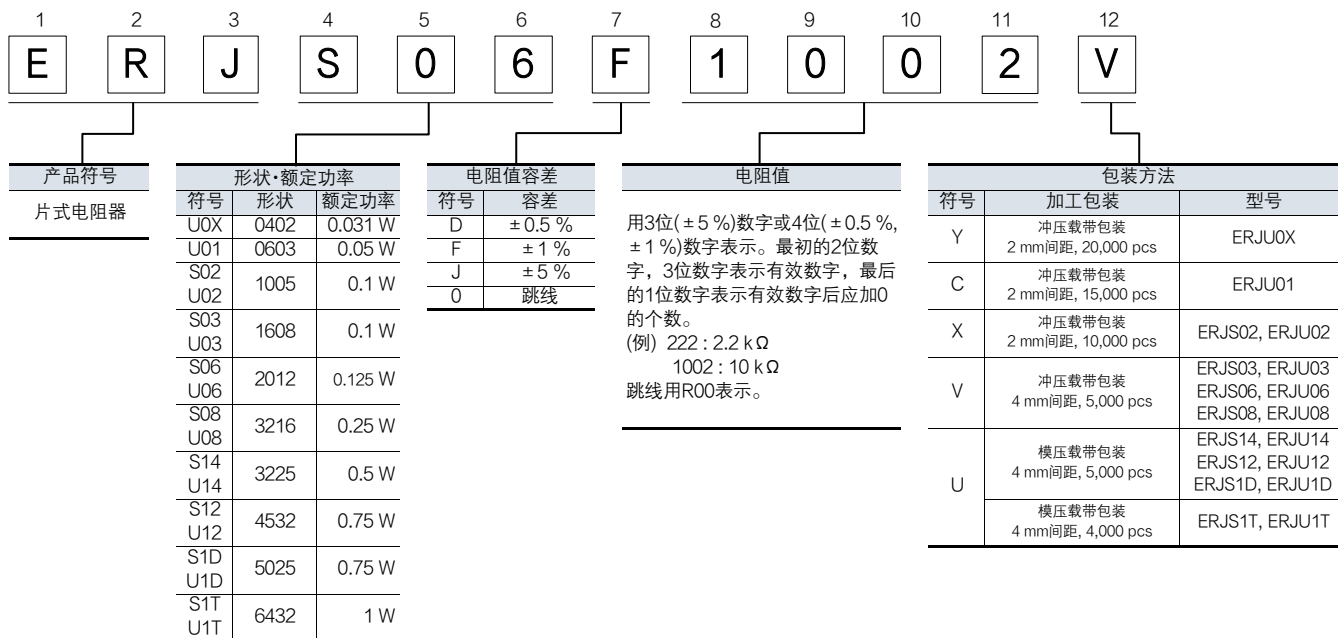 1 2 3 4 5 6 7 8 9 10 11 12
E R J S 0 6 F 1 0 0 2 V
产品符号
片式电阻器
形状·额定功率
符号 形状 额定功率
U0X 0402 0.031 W
U01 0603 0.05 W
S02
U02
1005 0.1 W
S03
U03
1608 0.1 W
S06
U06
2012 0.125 W
S08
U08
3216 0.25 W
S14
U14
3225 0.5 W
S12
U12
4532 0.75 W
S1D
U1D
5025 0.75 W
S1T
U1T
6432 1 W
电阻值容差
符号 容差
D ±0.5 %
F ±1 %
J ±5 %
0 跳线
电阻值
用3位(±5 %)数字或4位(±0.5 %,
±1 %)数字表示。最初的2位数
字，3位数字表示有效数字，最后
的1位数字表示有效数字后应加0
的个数。
(例) 222 : 2.2 kΩ
1002 : 10 kΩ
跳线用R00表示。
包装方法
符号 加工包装 型号
Y
冲压载带包装
2 mm间距, 20,000 pcs
ERJU0X
C
冲压载带包装
2 mm间距, 15,000 pcs
ERJU01
X
冲压载带包装
2 mm间距, 10,000 pcs
ERJS02, ERJU02
V
冲压载带包装
4 mm间距, 5,000 pcs
ERJS03, ERJU03
ERJS06, ERJU06
ERJS08, ERJU08
U
模压载带包装
4 mm间距, 5,000 pcs
ERJS14, ERJU14
ERJS12, ERJU12
ERJS1D, ERJU1D
模压载带包装
4 mm间距, 4,000 pcs
ERJS1T, ERJU1T